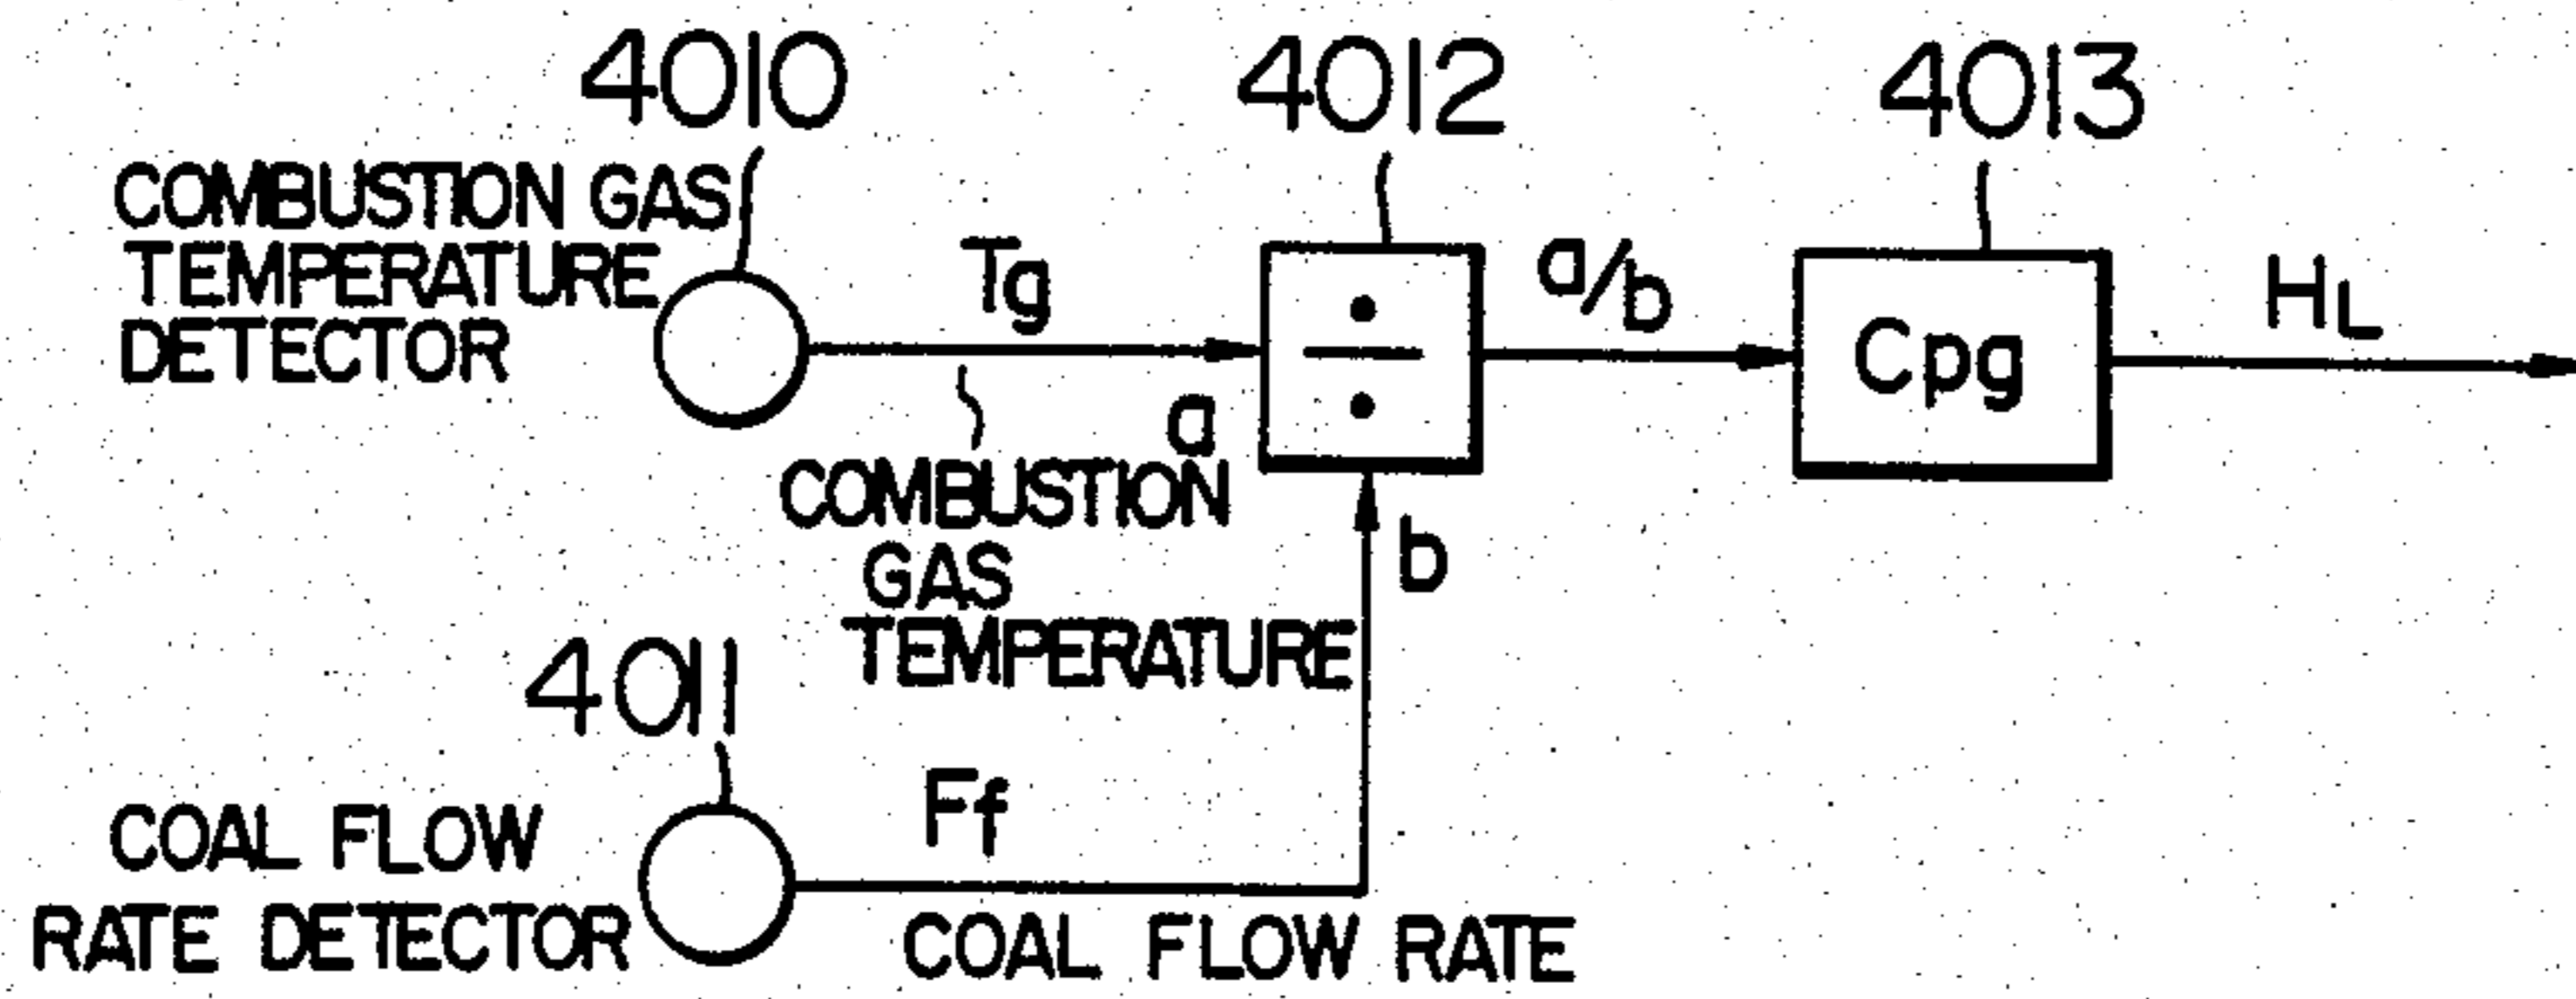 4010
4012
4013
COMBUSTION GAS
TEMPERATURE
DETECTOR
Tg
a
÷
a/b
Cpg
HL
COMBUSTION
GAS
TEMPERATURE
b
4011
COAL FLOW
RATE DETECTOR
Ff
COAL FLOW RATE